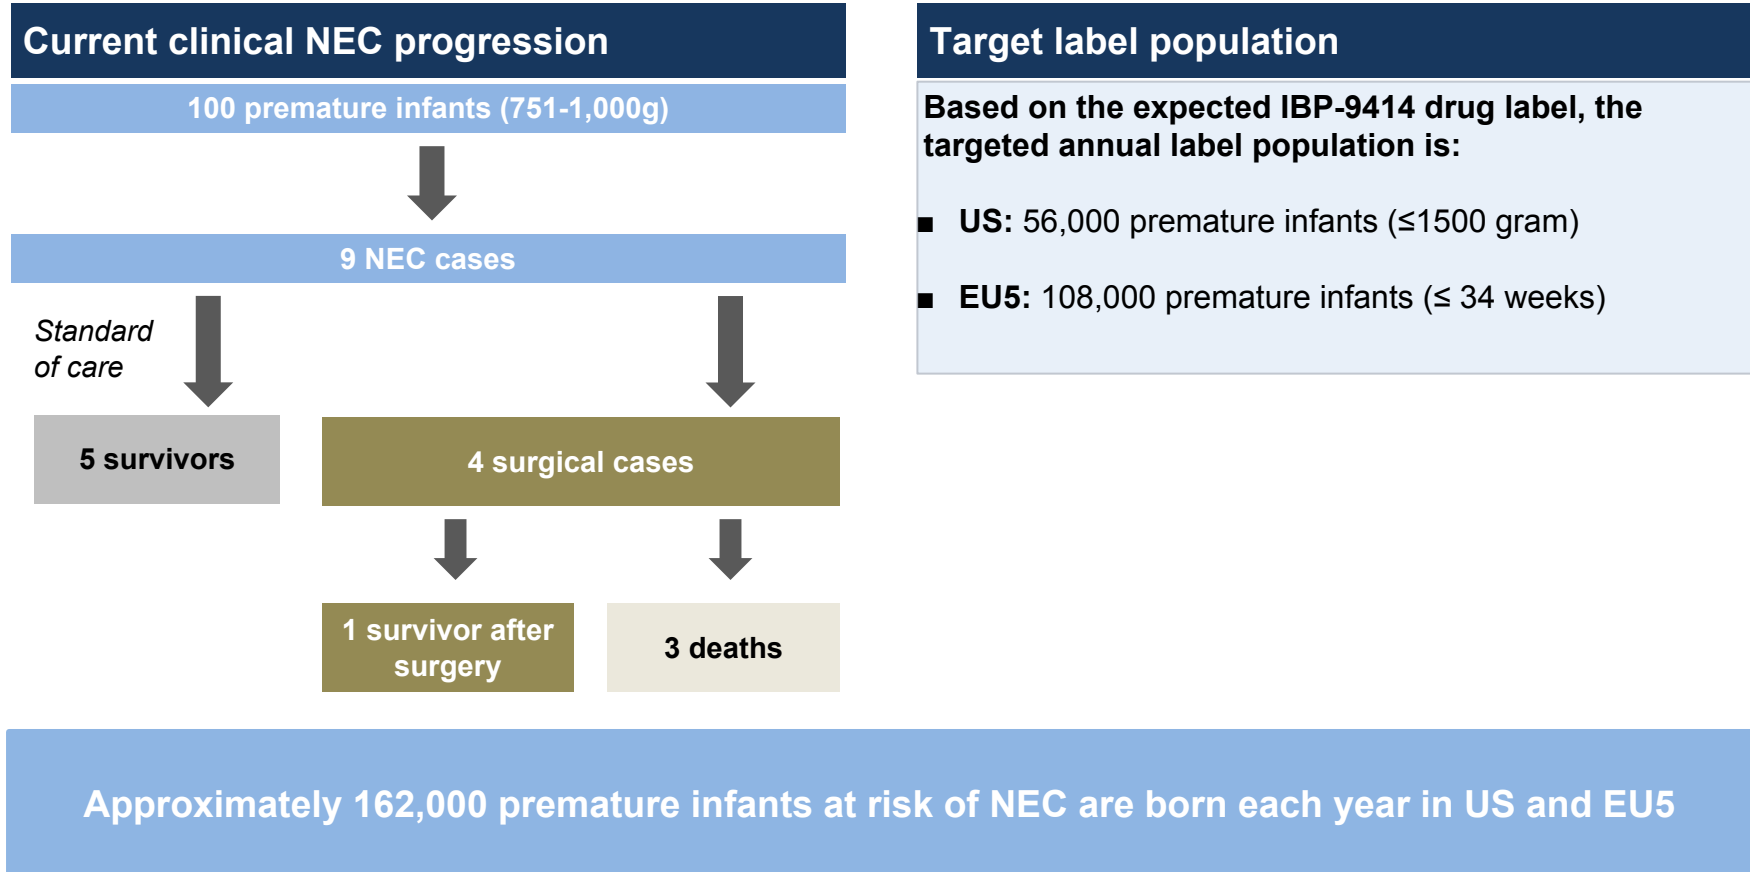 Current clinical NEC progression
100 premature infants (751-1,000g)
9 NEC cases
Standard
of care
5 survivors
4 surgical cases
1 survivor after
surgery
3 deaths
Target label population
Based on the expected IBP-9414 drug label, the
targeted annual label population is:
■ US: 56,000 premature infants (≤1500 gram)
■ EU5: 108,000 premature infants (≤ 34 weeks)
Approximately 162,000 premature infants at risk of NEC are born each year in US and EU5